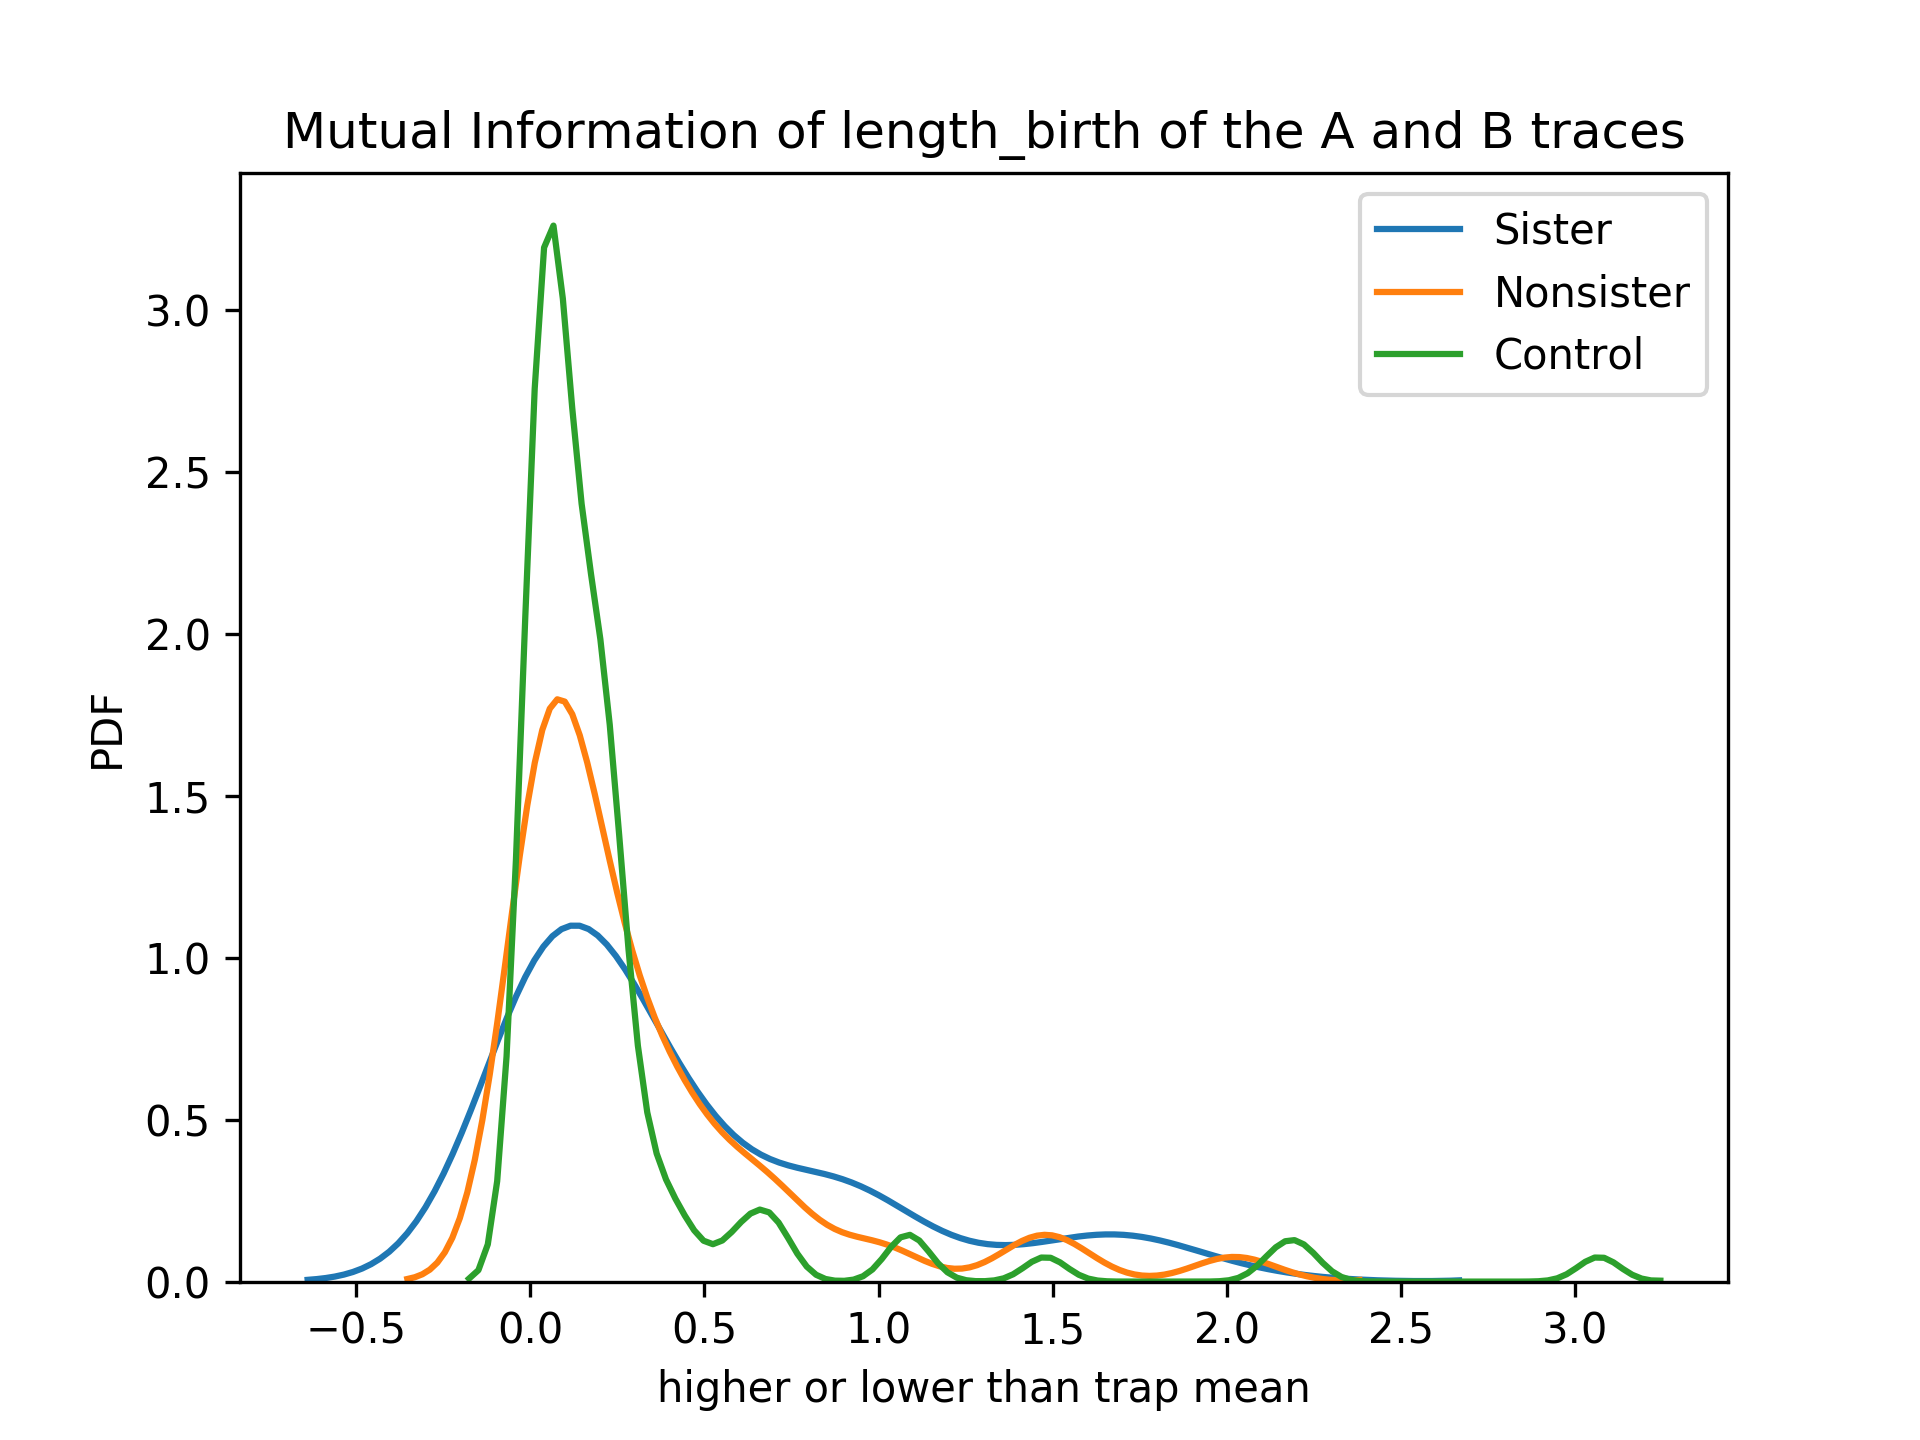 Mutual Information of length_birth of the A and B traces
Sister
Nonsister
Control
PDF
3.0
2.5
2.0
1.5
1.0
0.5
0.0
−0.5 0.0 0.5 1.0 1.5 2.0 2.5 3.0
higher or lower than trap mean